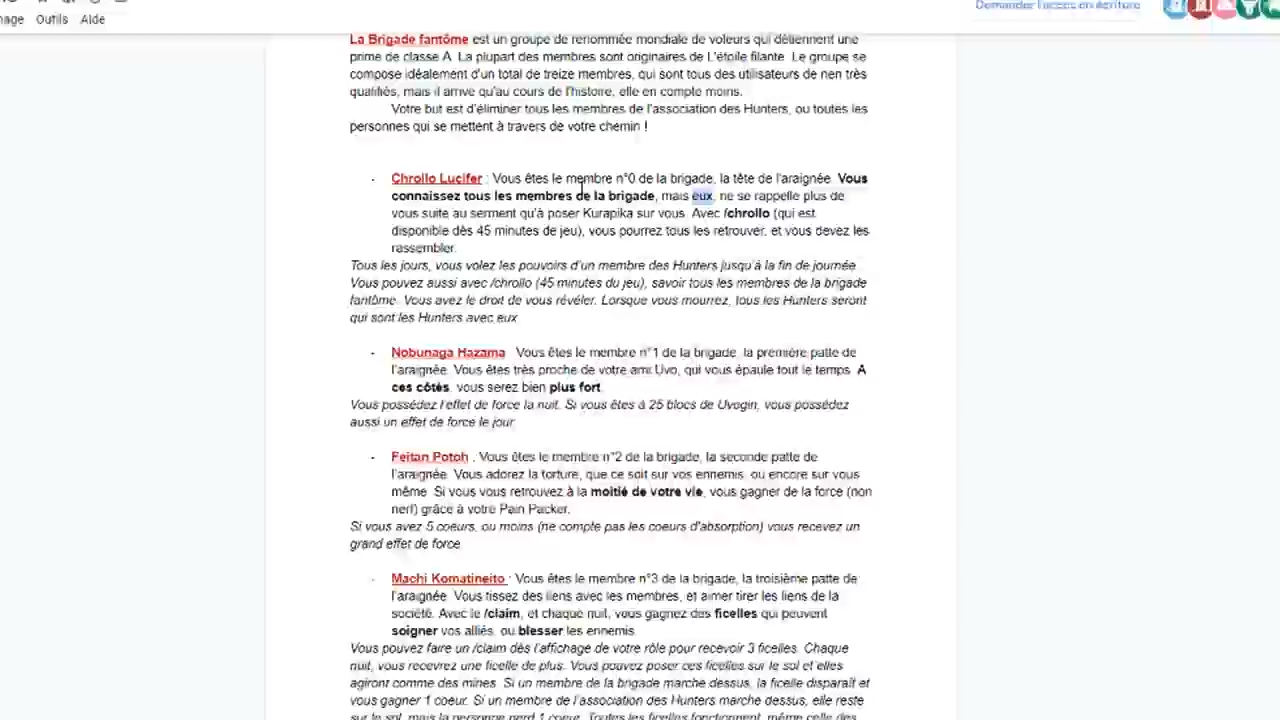 Outils Aide
Demander l'accès en écriture
La Brigade fantôme est un groupe de renommée mondiale de voleurs qui détiennent une
prime de classe A. La plupart des membres sont originaires de L'étoile filante. Le groupe se
compose idéalement d'un total de treize membres, qui sont tous des utilisateurs de nen très
qualifiés, mais il arrive qu'au cours de l'histoire, elle en compte moins.
Votre but est d'éliminer tous les membres de l'association des Hunters, ou toutes les
personnes qui se mettent à travers de votre chemin !
- Chrollo Lucifer : Vous êtes le membre n°0 de la brigade, la tête de l'araignée. Vous
connaissez tous les membres de la brigade, mais eux, ne se rappelle plus de
vous suite au serment qu'à poser Kurapika sur vous. Avec /chrollo (qui est
disponible dès 45 minutes de jeu), vous pourrez tous les retrouver, et vous devez les
rassembler.
Tous les jours, vous volez les pouvoirs d'un membre des Hunters jusqu'à la fin de journée.
Vous pouvez aussi avec /chrollo (45 minutes du jeu), savoir tous les membres de la brigade
fantôme. Vous avez le droit de vous révéler. Lorsque vous mourrez, tous les Hunters seront
qui sont les Hunters avec eux.
- Nobunaga Hazama : Vous êtes le membre n°1 de la brigade, la première patte de
l'araignée. Vous êtes très proche de votre ami Uvo, qui vous épaule tout le temps. A
ces côtés, vous serez bien plus fort.
Vous possédez l'effet de force la nuit. Si vous êtes à 25 blocs de Uvogin, vous possédez
aussi un effet de force le jour.
- Feitan Potoh : Vous êtes le membre n°2 de la brigade, la seconde patte de
l'araignée. Vous adorez la torture, que ce soit sur vos ennemis, ou encore sur vous
même. Si vous vous retrouvez à la moitié de votre vie, vous gagner de la force (non
nerf) grâce à votre Pain Packer.
Si vous avez 5 coeurs, ou moins (ne compte pas les coeurs d'absorption) vous recevez un
grand effet de force.
- Machi Komatineito : Vous êtes le membre n°3 de la brigade, la troisième patte de
l'araignée. Vous tissez des liens avec les membres, et aimer tirer les liens de la
société. Avec le /claim, et chaque nuit, vous gagnez des ficelles qui peuvent
soigner vos alliés, ou blesser les ennemis.
Vous pouvez faire un /claim dès l'affichage de votre rôle pour recevoir 3 ficelles. Chaque
nuit, vous recevrez une ficelle de plus. Vous pouvez poser ces ficelles sur le sol et elles
agiront comme des mines. Si un membre de la brigade marche dessus, la ficelle disparaît et
vous gagner 1 coeur. Si un membre de l'association des Hunters marche dessus, elle reste
sur le sol, mais la personne perd 1 coeur. Toutes les ficelles fonctionnent, même celle des